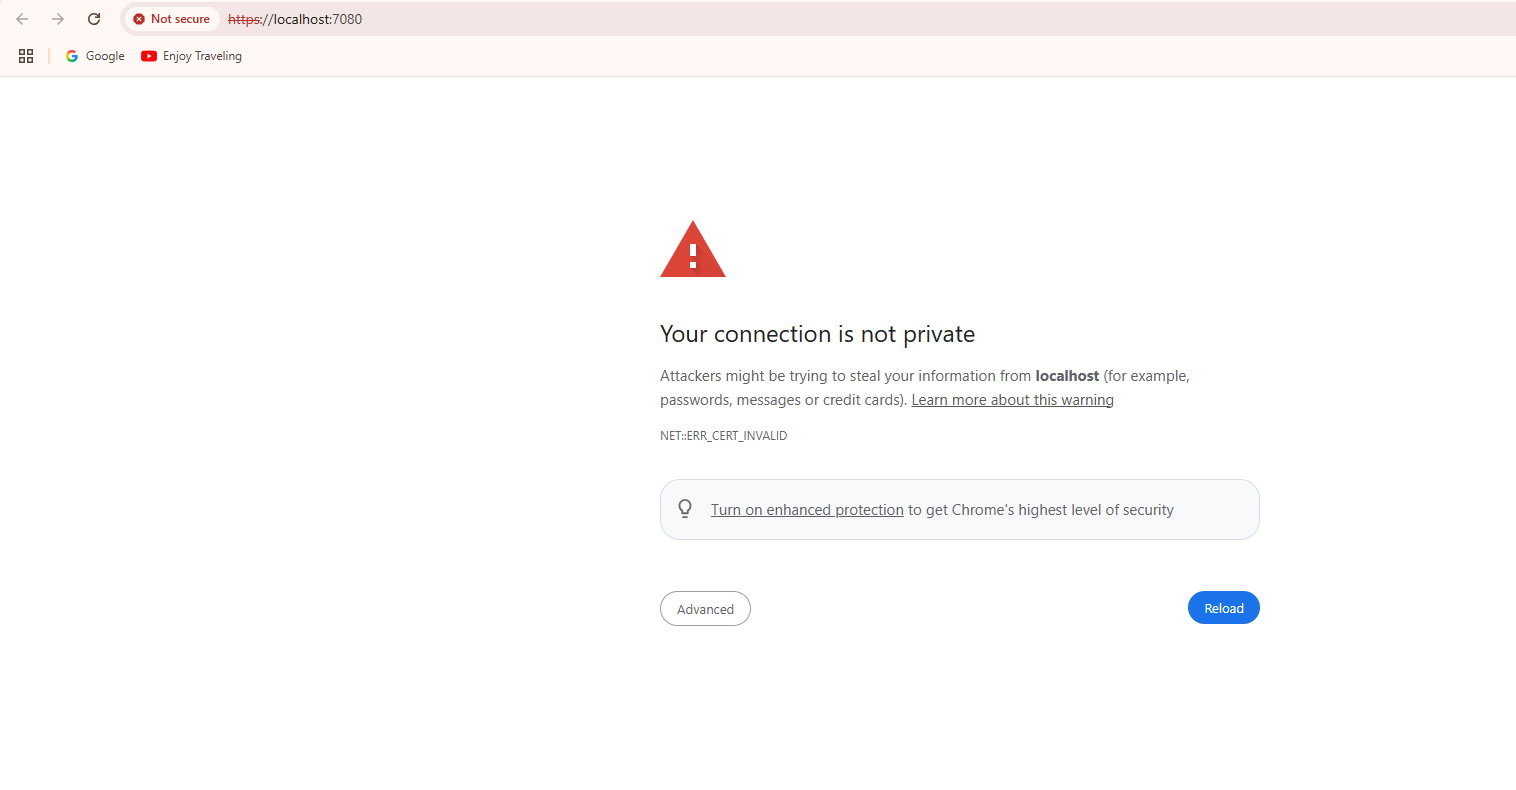 Not secure https://localhost:7080
Google Enjoy Traveling
Your connection is not private
Attackers might be trying to steal your information from localhost (for example,
passwords, messages or credit cards). Learn more about this warning
NET::ERR_CERT_INVALID
Turn on enhanced protection to get Chrome's highest level of security
Advanced Reload